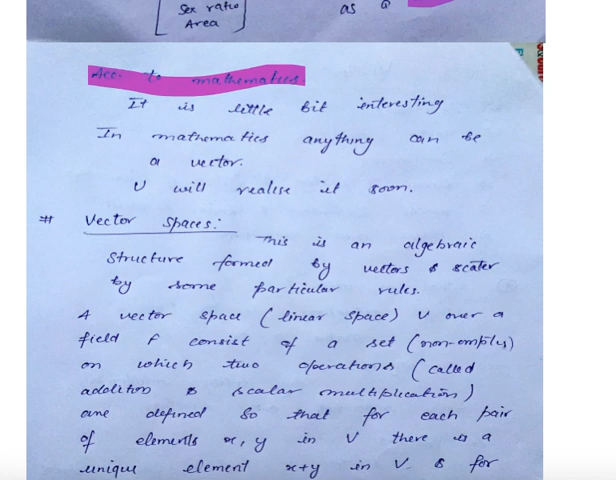 Sex ratio
Area
as a
Acc. to mathematics
It is little bit interesting
In mathematics anything can be
a vector.
U will realise it soon.
# Vector Spaces:
This is an algebraic
structure formed by vectors & scaler
by some particular rules.
A vector space (linear space) V over a
field F consist of a set (non-empty)
on which two operations (called
addition & scalar multiplication)
are defined so that for each pair
of elements x, y in V there is a
unique element x+y in V & for